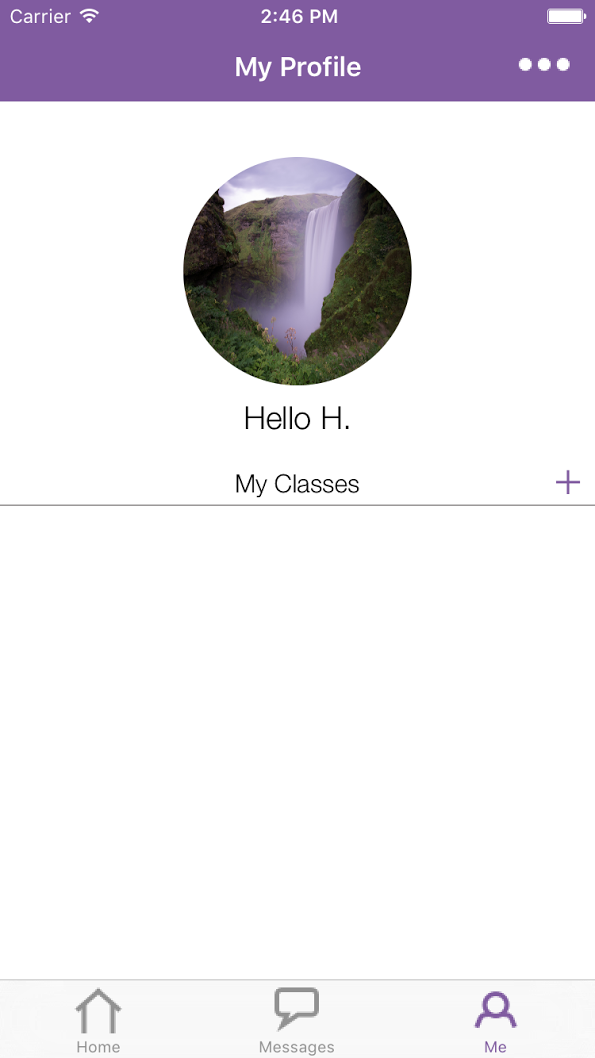 Carrier 2:46 PM
My Profile
Hello H.
My Classes
Home Messages Me